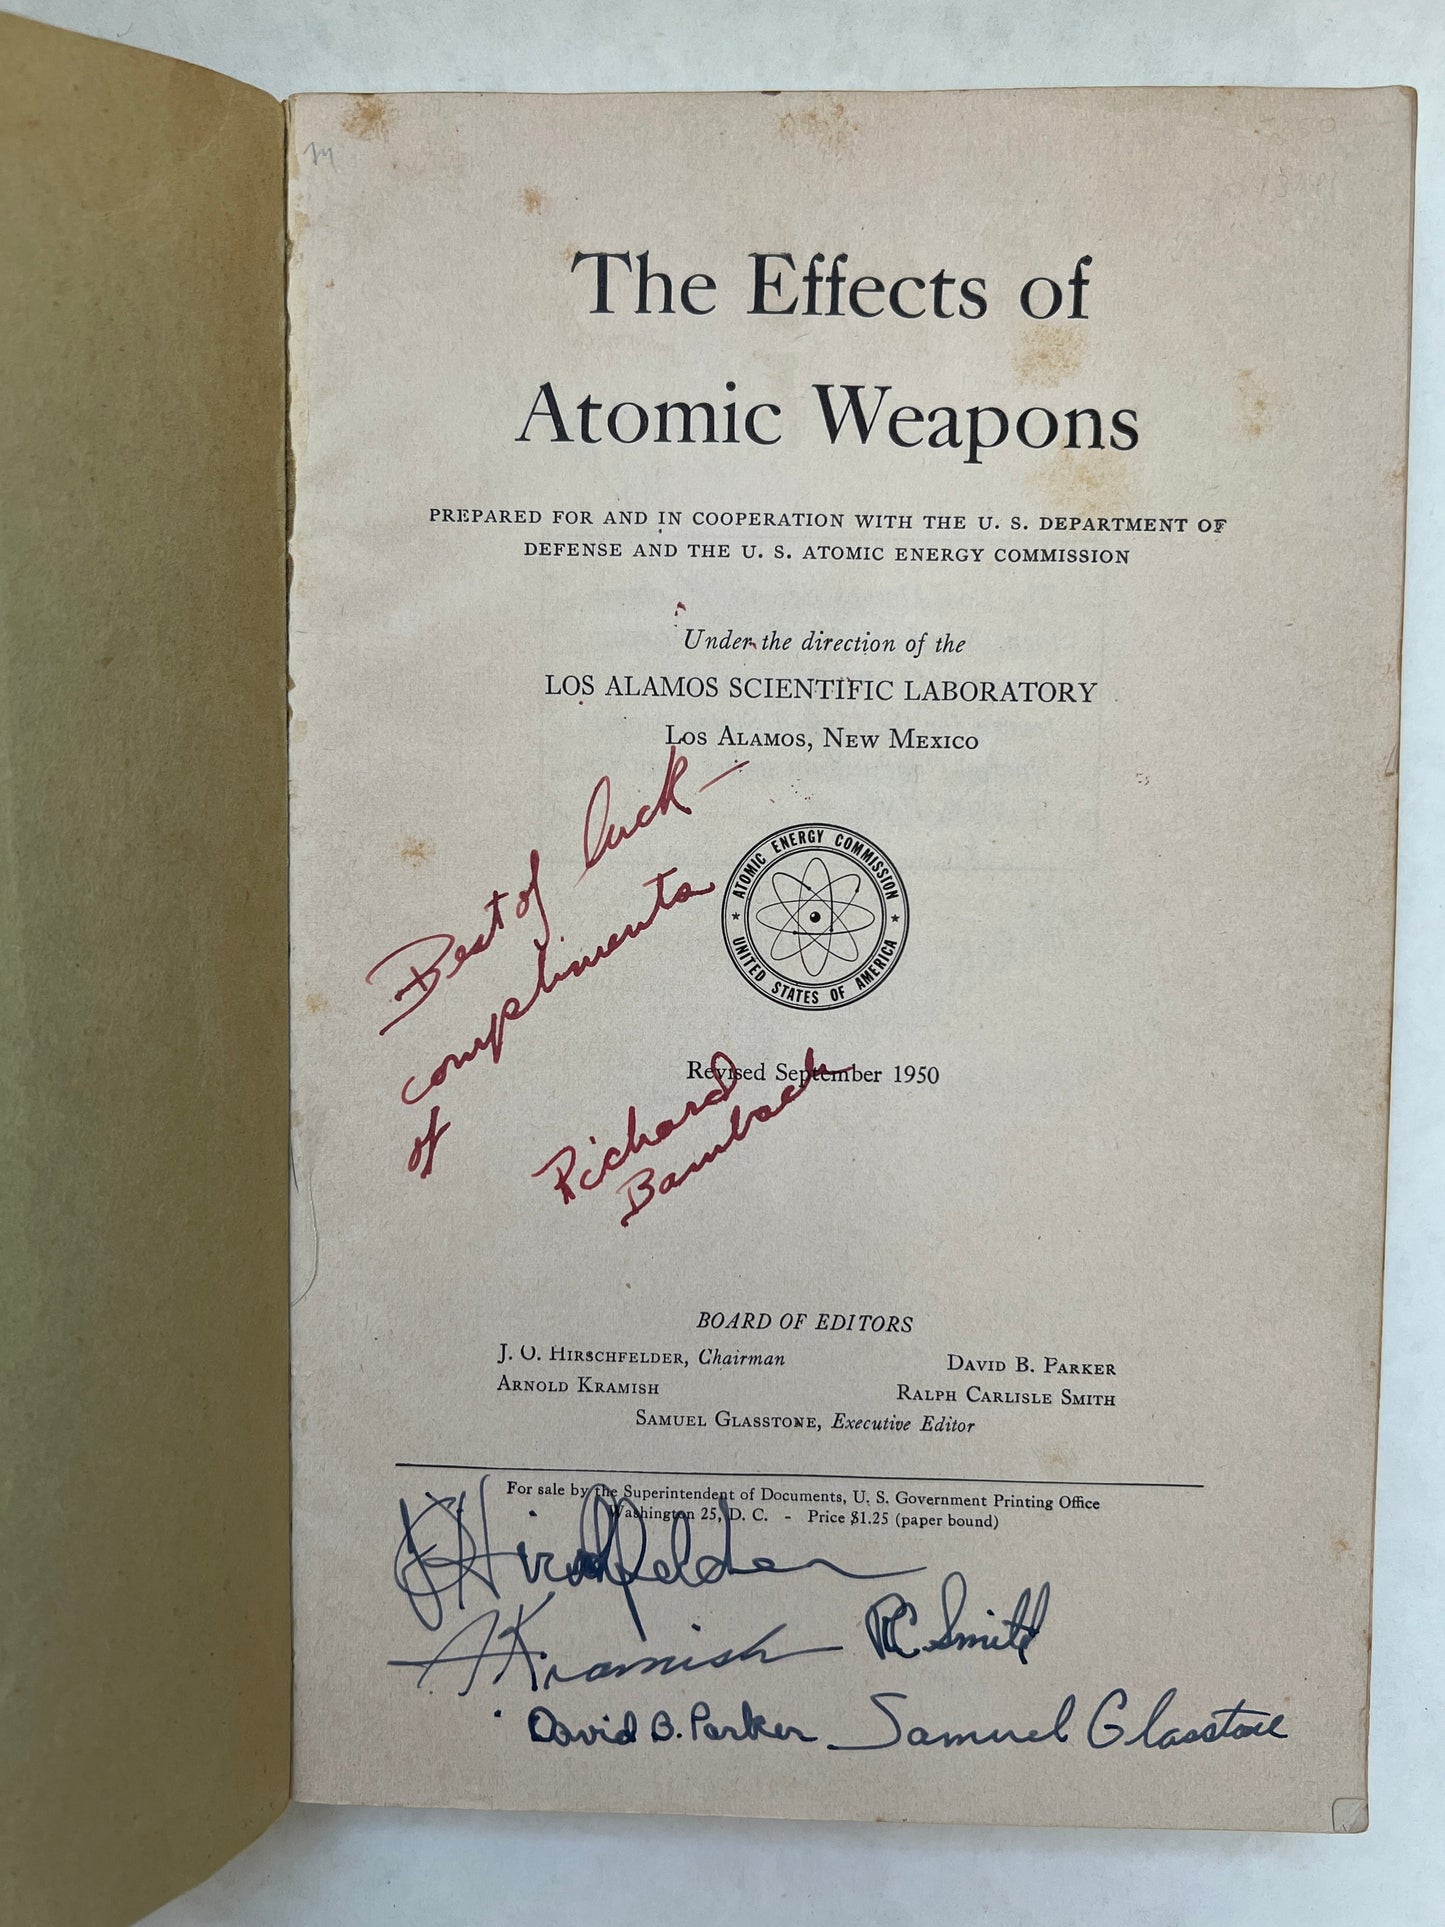 The Effects of
Atomic Weapons
PREPARED FOR AND IN COOPERATION WITH THE U. S. DEPARTMENT OF
DEFENSE AND THE U. S. ATOMIC ENERGY COMMISSION
Under the direction of the
LOS ALAMOS SCIENTIFIC LABORATORY
LOS ALAMOS, NEW MEXICO
Best of luck –
compliments
of
Richard
Bambach
ATOMIC ENERGY COMMISSION
★ UNITED STATES OF AMERICA ★
Revised September 1950
BOARD OF EDITORS
J. O. HIRSCHFELDER, Chairman
DAVID B. PARKER
ARNOLD KRAMISH
RALPH CARLISLE SMITH
SAMUEL GLASSTONE, Executive Editor
For sale by the Superintendent of Documents, U. S. Government Printing Office
Washington 25, D. C. - Price $1.25 (paper bound)
J O Hirschfelder
A Kramish
RC Smith
David B. Parker
Samuel Glasstone